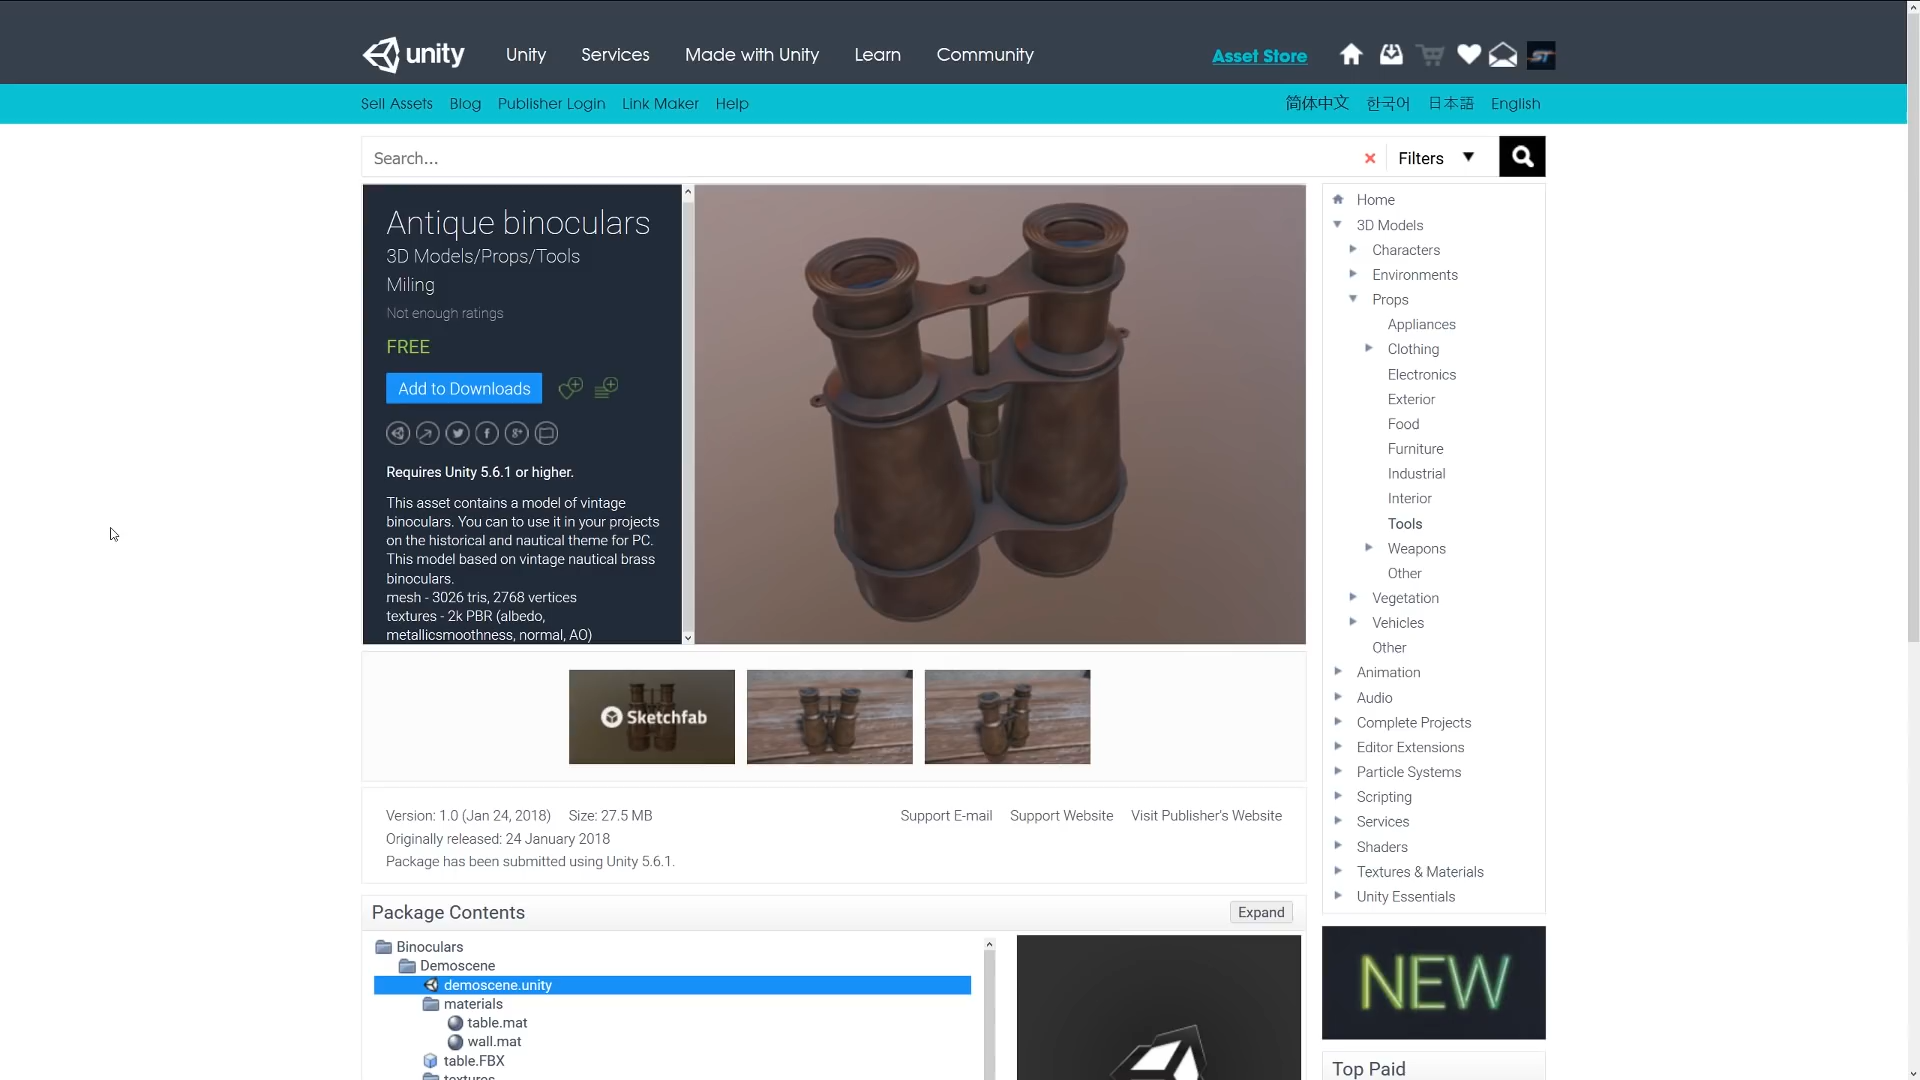 unity
Unity
Services
Made with Unity
Learn
Community
Asset Store
ST
Sell Assets
Blog
Publisher Login
Link Maker
Help
简体中文
한국어
日本語
English
Search...
Filters
Antique binoculars
3D Models/Props/Tools
Miling
Not enough ratings
FREE
Add to Downloads
Requires Unity 5.6.1 or higher.
This asset contains a model of vintage
binoculars. You can to use it in your projects
on the historical and nautical theme for PC.
This model based on vintage nautical brass
binoculars.
mesh - 3026 tris, 2768 vertices
textures - 2k PBR (albedo,
metallicsmoothness, normal, AO)
Home
3D Models
Characters
Environments
Props
Appliances
Clothing
Electronics
Exterior
Food
Furniture
Industrial
Interior
Tools
Weapons
Other
Vegetation
Vehicles
Other
Animation
Audio
Complete Projects
Editor Extensions
Particle Systems
Scripting
Services
Shaders
Textures & Materials
Unity Essentials
Sketchfab
Version: 1.0 (Jan 24, 2018)
Size: 27.5 MB
Support E-mail
Support Website
Visit Publisher's Website
Originally released: 24 January 2018
Package has been submitted using Unity 5.6.1.
Package Contents
Expand
Binoculars
Demoscene
demoscene.unity
materials
table.mat
wall.mat
table.FBX
textures
NEW
Top Paid